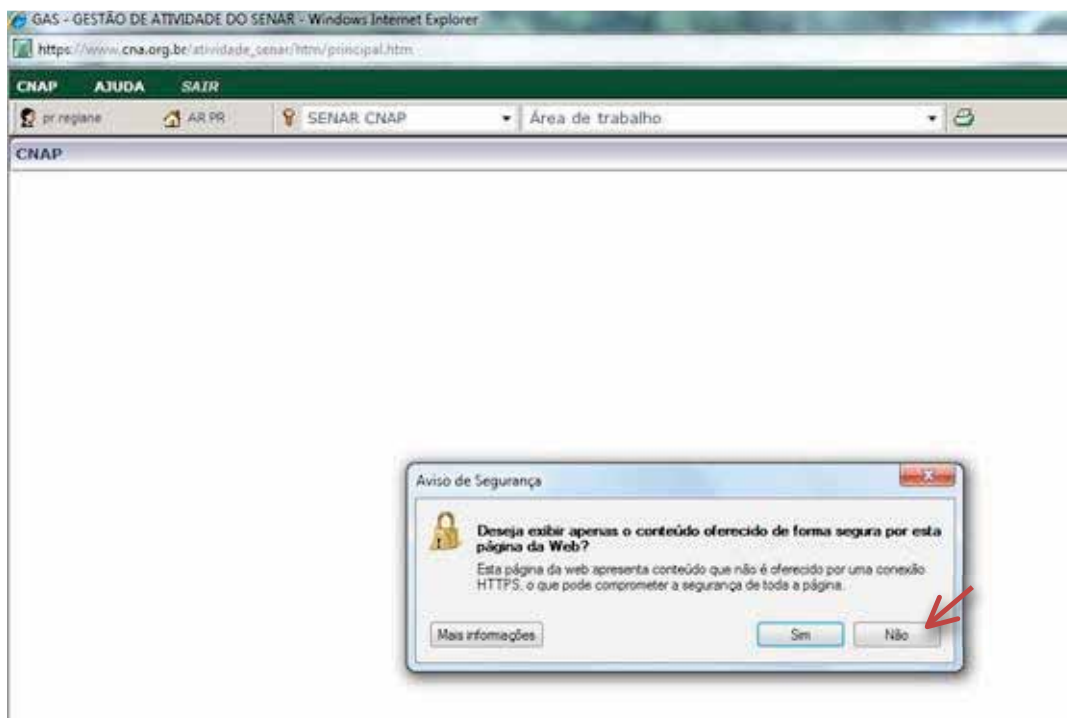 GAS - GESTÃO DE ATIVIDADE DO SENAR - Windows Internet Explorer
https://www.cna.org.br/atividade_senar/htm/principal.htm
CNAP AJUDA SAIR
pr.regiane AR PR SENAR CNAP Área de trabalho
CNAP
Aviso de Segurança
Deseja exibir apenas o conteúdo oferecido de forma segura por esta
página da Web?
Esta página da web apresenta conteúdo que não é oferecido por uma conexão
HTTPS, o que pode comprometer a segurança de toda a página.
Mais informações Sim Não